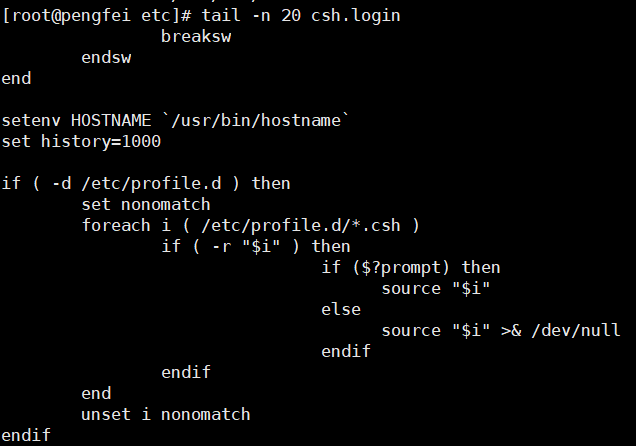 [root@pengfei etc]# tail -n 20 csh.login
                breaksw
        endsw
end

setenv HOSTNAME `/usr/bin/hostname`
set history=1000

if ( -d /etc/profile.d ) then
        set nonomatch
        foreach i ( /etc/profile.d/*.csh )
                if ( -r "$i" ) then
                                if ($?prompt) then
                                      source "$i"
                                else
                                      source "$i" >& /dev/null
                                endif
                endif
        end
        unset i nonomatch
endif